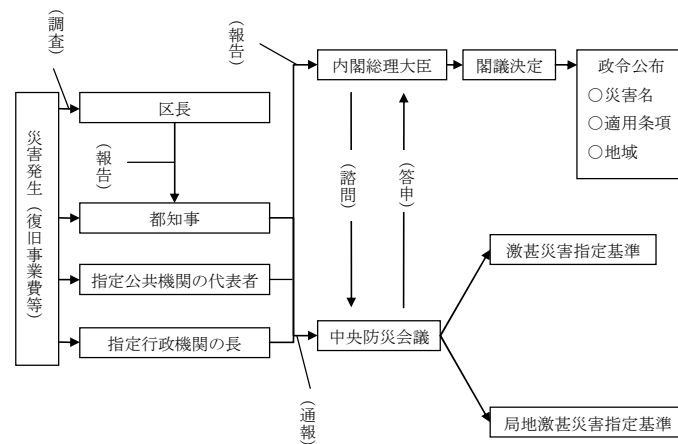 （調査）
（報告）
内閣総理大臣
閣議決定
政令公布
○災害名
○適用条項
○地域
区長
災害発生（復旧事業費等）
（報告）
（諮問）
（答申）
都知事
激甚災害指定基準
指定公共機関の代表者
指定行政機関の長
中央防災会議
（通報）
局地激甚災害指定基準